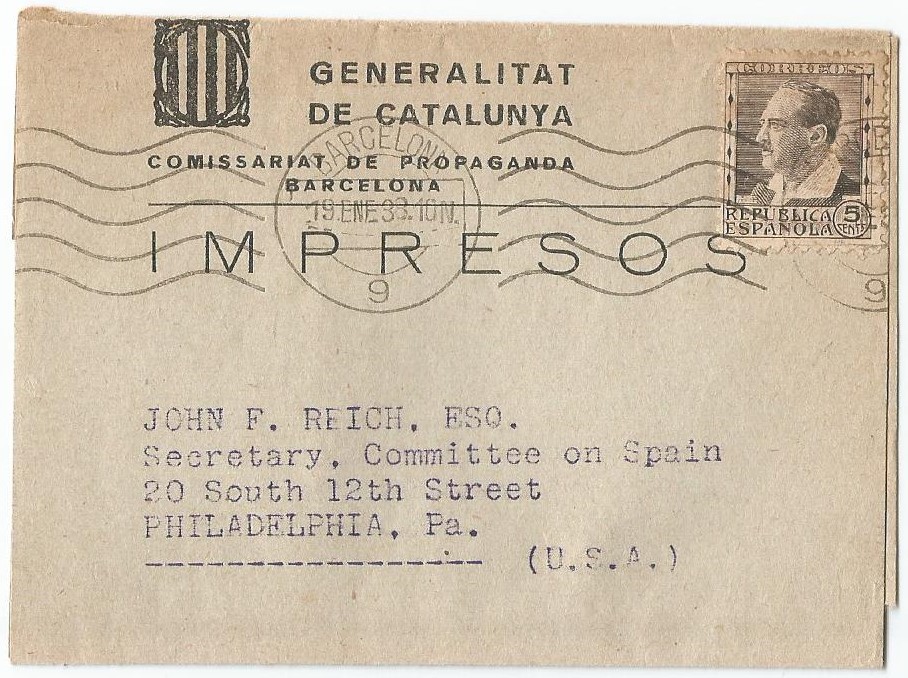 GENERALITAT
DE CATALUNYA
COMISSARIAT DE PROPAGANDA
BARCELONA
IMPRESOS
CORREOS
REPUBLICA
ESPAÑOLA
5 CENTS
BARCELONA
19.ENE 38.10N.
9
9
JOHN F. REICH, ESQ.
Secretary, Committee on Spain
20 South 12th Street
PHILADELPHIA, Pa.
(U.S.A.)